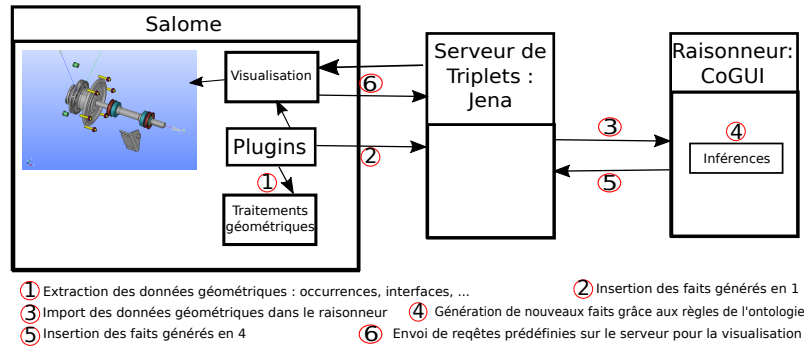 Salome
Visualisation
Plugins
Traitements
géométriques
Serveur de
Triplets :
Jena
Raisonneur:
CoGUI
Inférences
1
2
3
4
5
6
1 Extraction des données géométriques : occurrences, interfaces, ...
2 Insertion des faits générés en 1
3 Import des données géométriques dans le raisonneur
4 Génération de nouveaux faits grâce aux règles de l'ontologie
5 Insertion des faits générés en 4
6 Envoi de reqêtes prédéfinies sur le serveur pour la visualisation